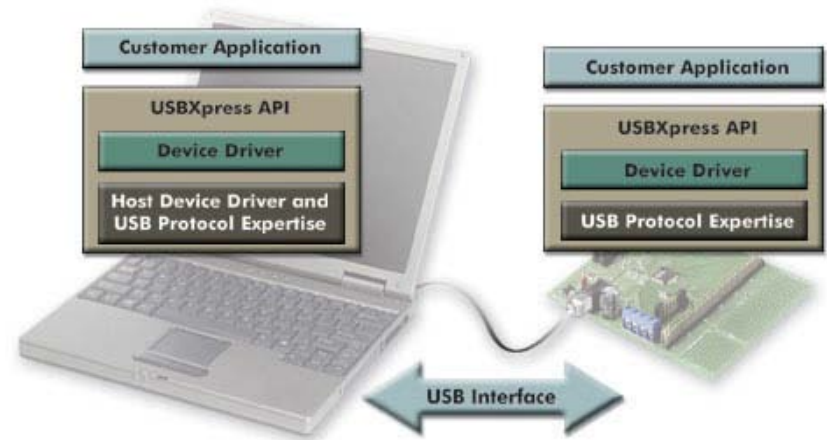 Customer Application
USBXpress API
Device Driver
Host Device Driver and
USB Protocol Expertise
Customer Application
USBXpress API
Device Driver
USB Protocol Expertise
USB Interface